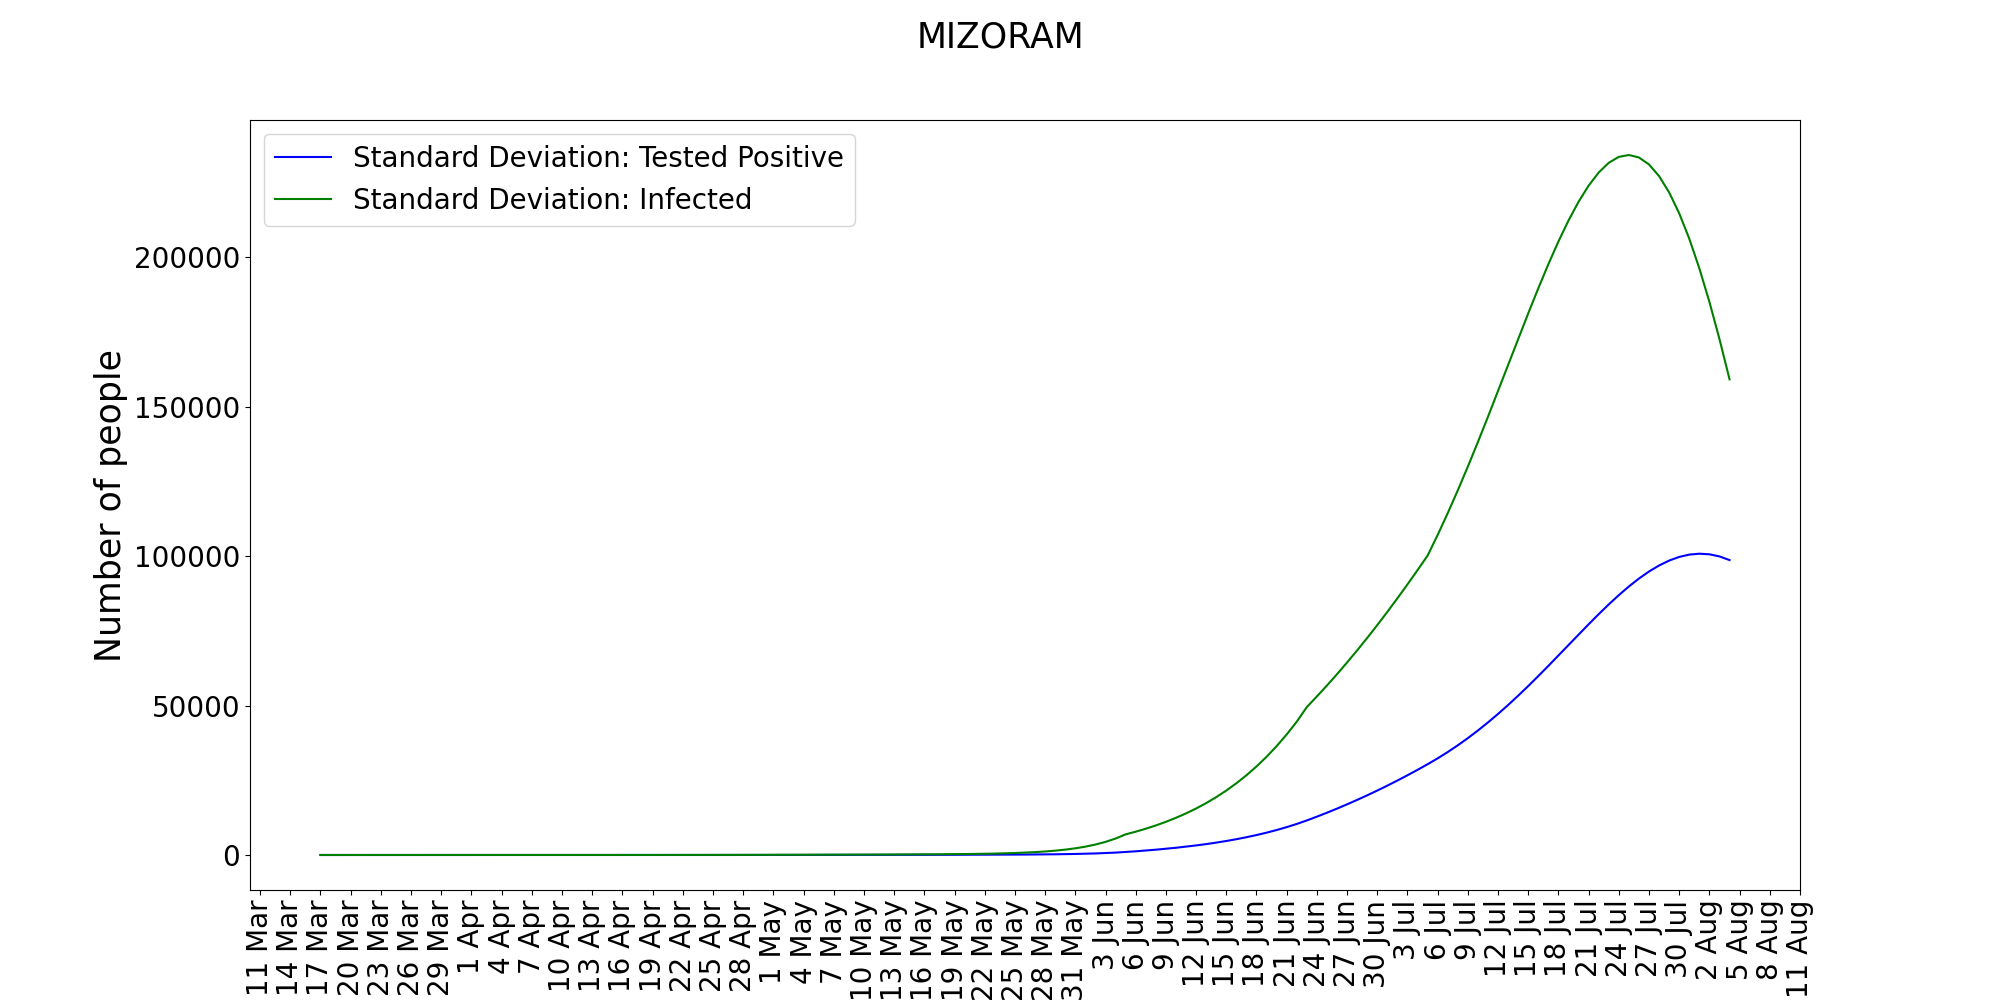 MIZORAM
Standard Deviation: Tested Positive
Standard Deviation: Infected
Number of people
200000
150000
100000
50000
0
11 Mar
14 Mar
17 Mar
20 Mar
23 Mar
26 Mar
29 Mar
1 Apr
4 Apr
7 Apr
10 Apr
13 Apr
16 Apr
19 Apr
22 Apr
25 Apr
28 Apr
1 May
4 May
7 May
10 May
13 May
16 May
19 May
22 May
25 May
28 May
31 May
3 Jun
6 Jun
9 Jun
12 Jun
15 Jun
18 Jun
21 Jun
24 Jun
27 Jun
30 Jun
3 Jul
6 Jul
9 Jul
12 Jul
15 Jul
18 Jul
21 Jul
24 Jul
27 Jul
30 Jul
2 Aug
5 Aug
8 Aug
11 Aug